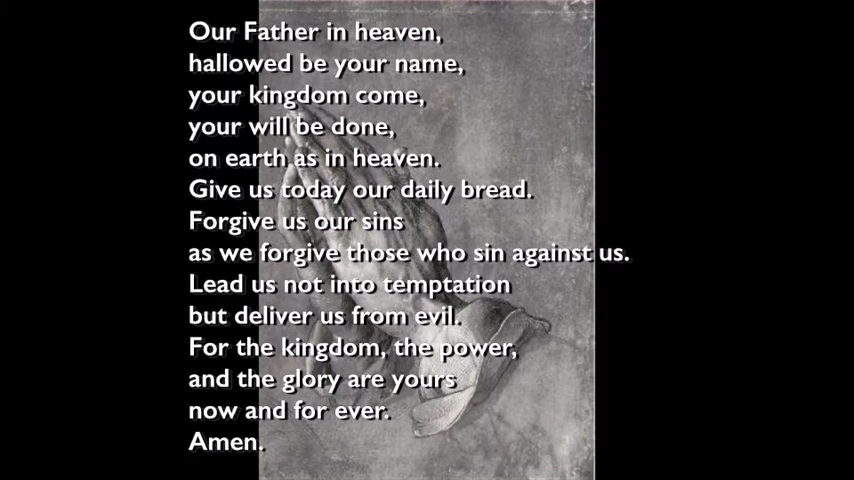 Our Father in heaven,
hallowed be your name,
your kingdom come,
your will be done,
on earth as in heaven.
Give us today our daily bread.
Forgive us our sins
as we forgive those who sin against us.
Lead us not into temptation
but deliver us from evil.
For the kingdom, the power,
and the glory are yours
now and for ever.
Amen.